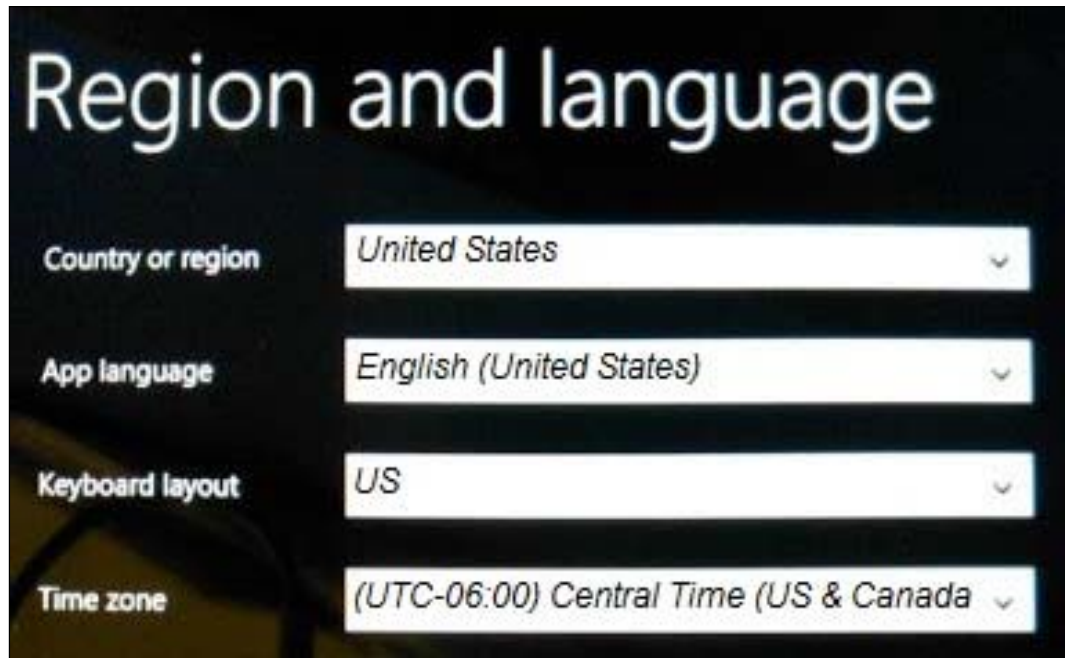 Region and language
Country or region
United States
App language
English (United States)
Keyboard layout
US
Time zone
(UTC-06:00) Central Time (US & Canada